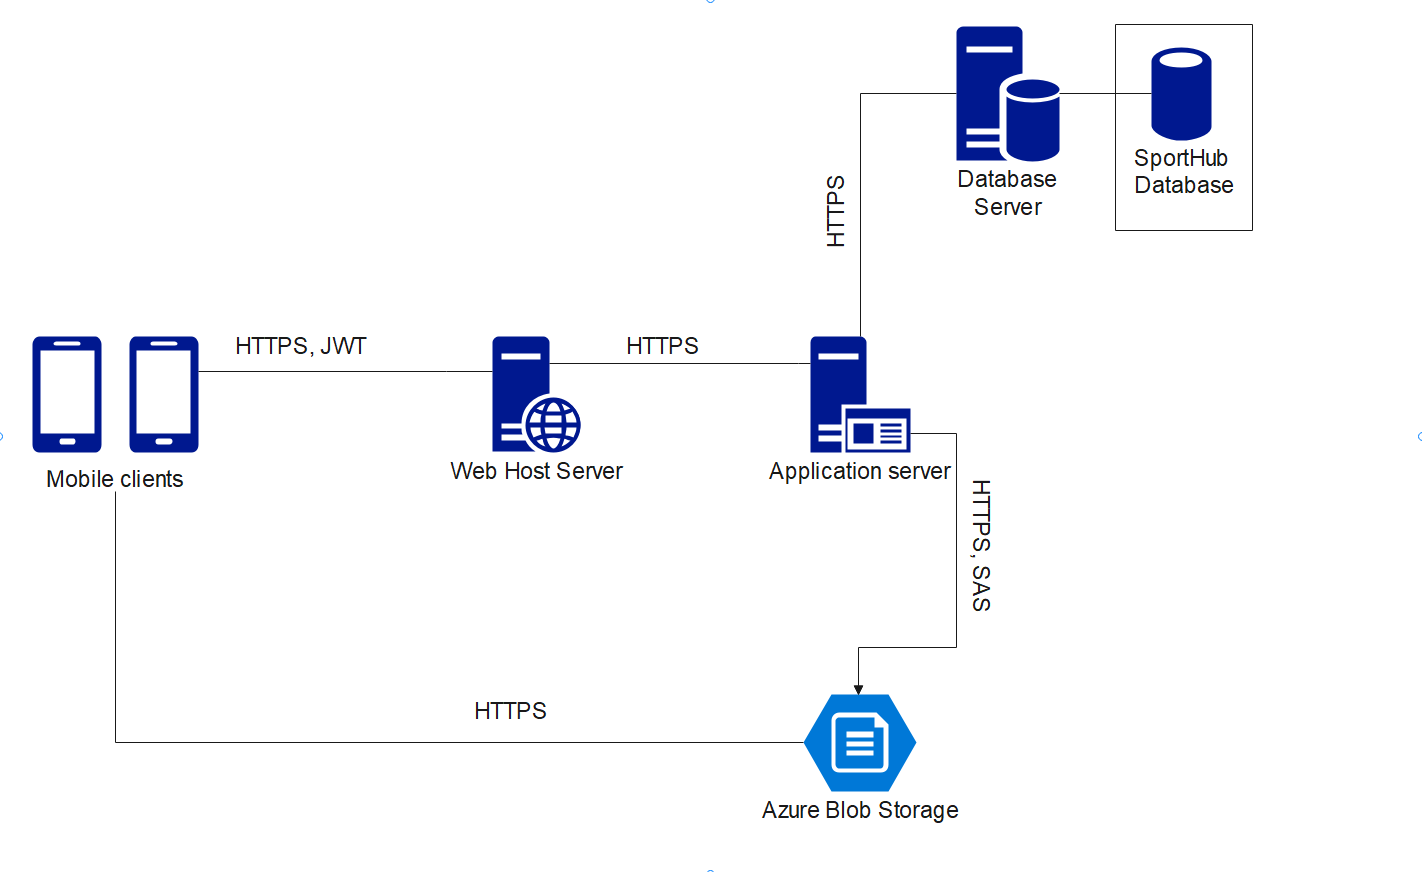 SportHub
Database
Database
Server
HTTPS
HTTPS, JWT
HTTPS
Mobile clients
Web Host Server
Application server
HTTPS, SAS
HTTPS
Azure Blob Storage